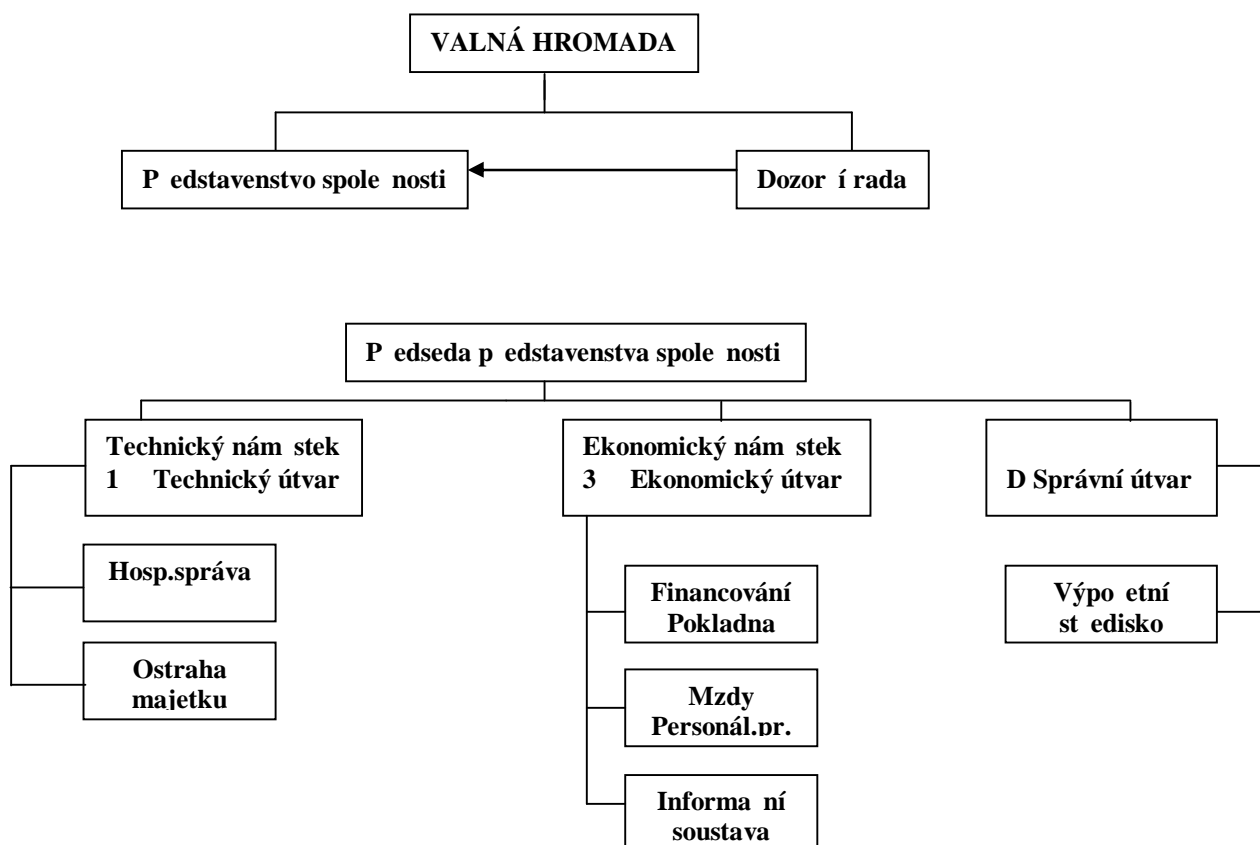 VALNÁ HROMADA
P edstavenstvo spole nosti
Dozor í rada
P edseda p edstavenstva spole nosti
Technický nám stek
1 Technický útvar
Ekonomický nám stek
3 Ekonomický útvar
D Správní útvar
Hosp.správa
Ostraha
majetku
Financování
Pokladna
Mzdy
Personál.pr.
Informa ní
soustava
Výpo etní
st edisko